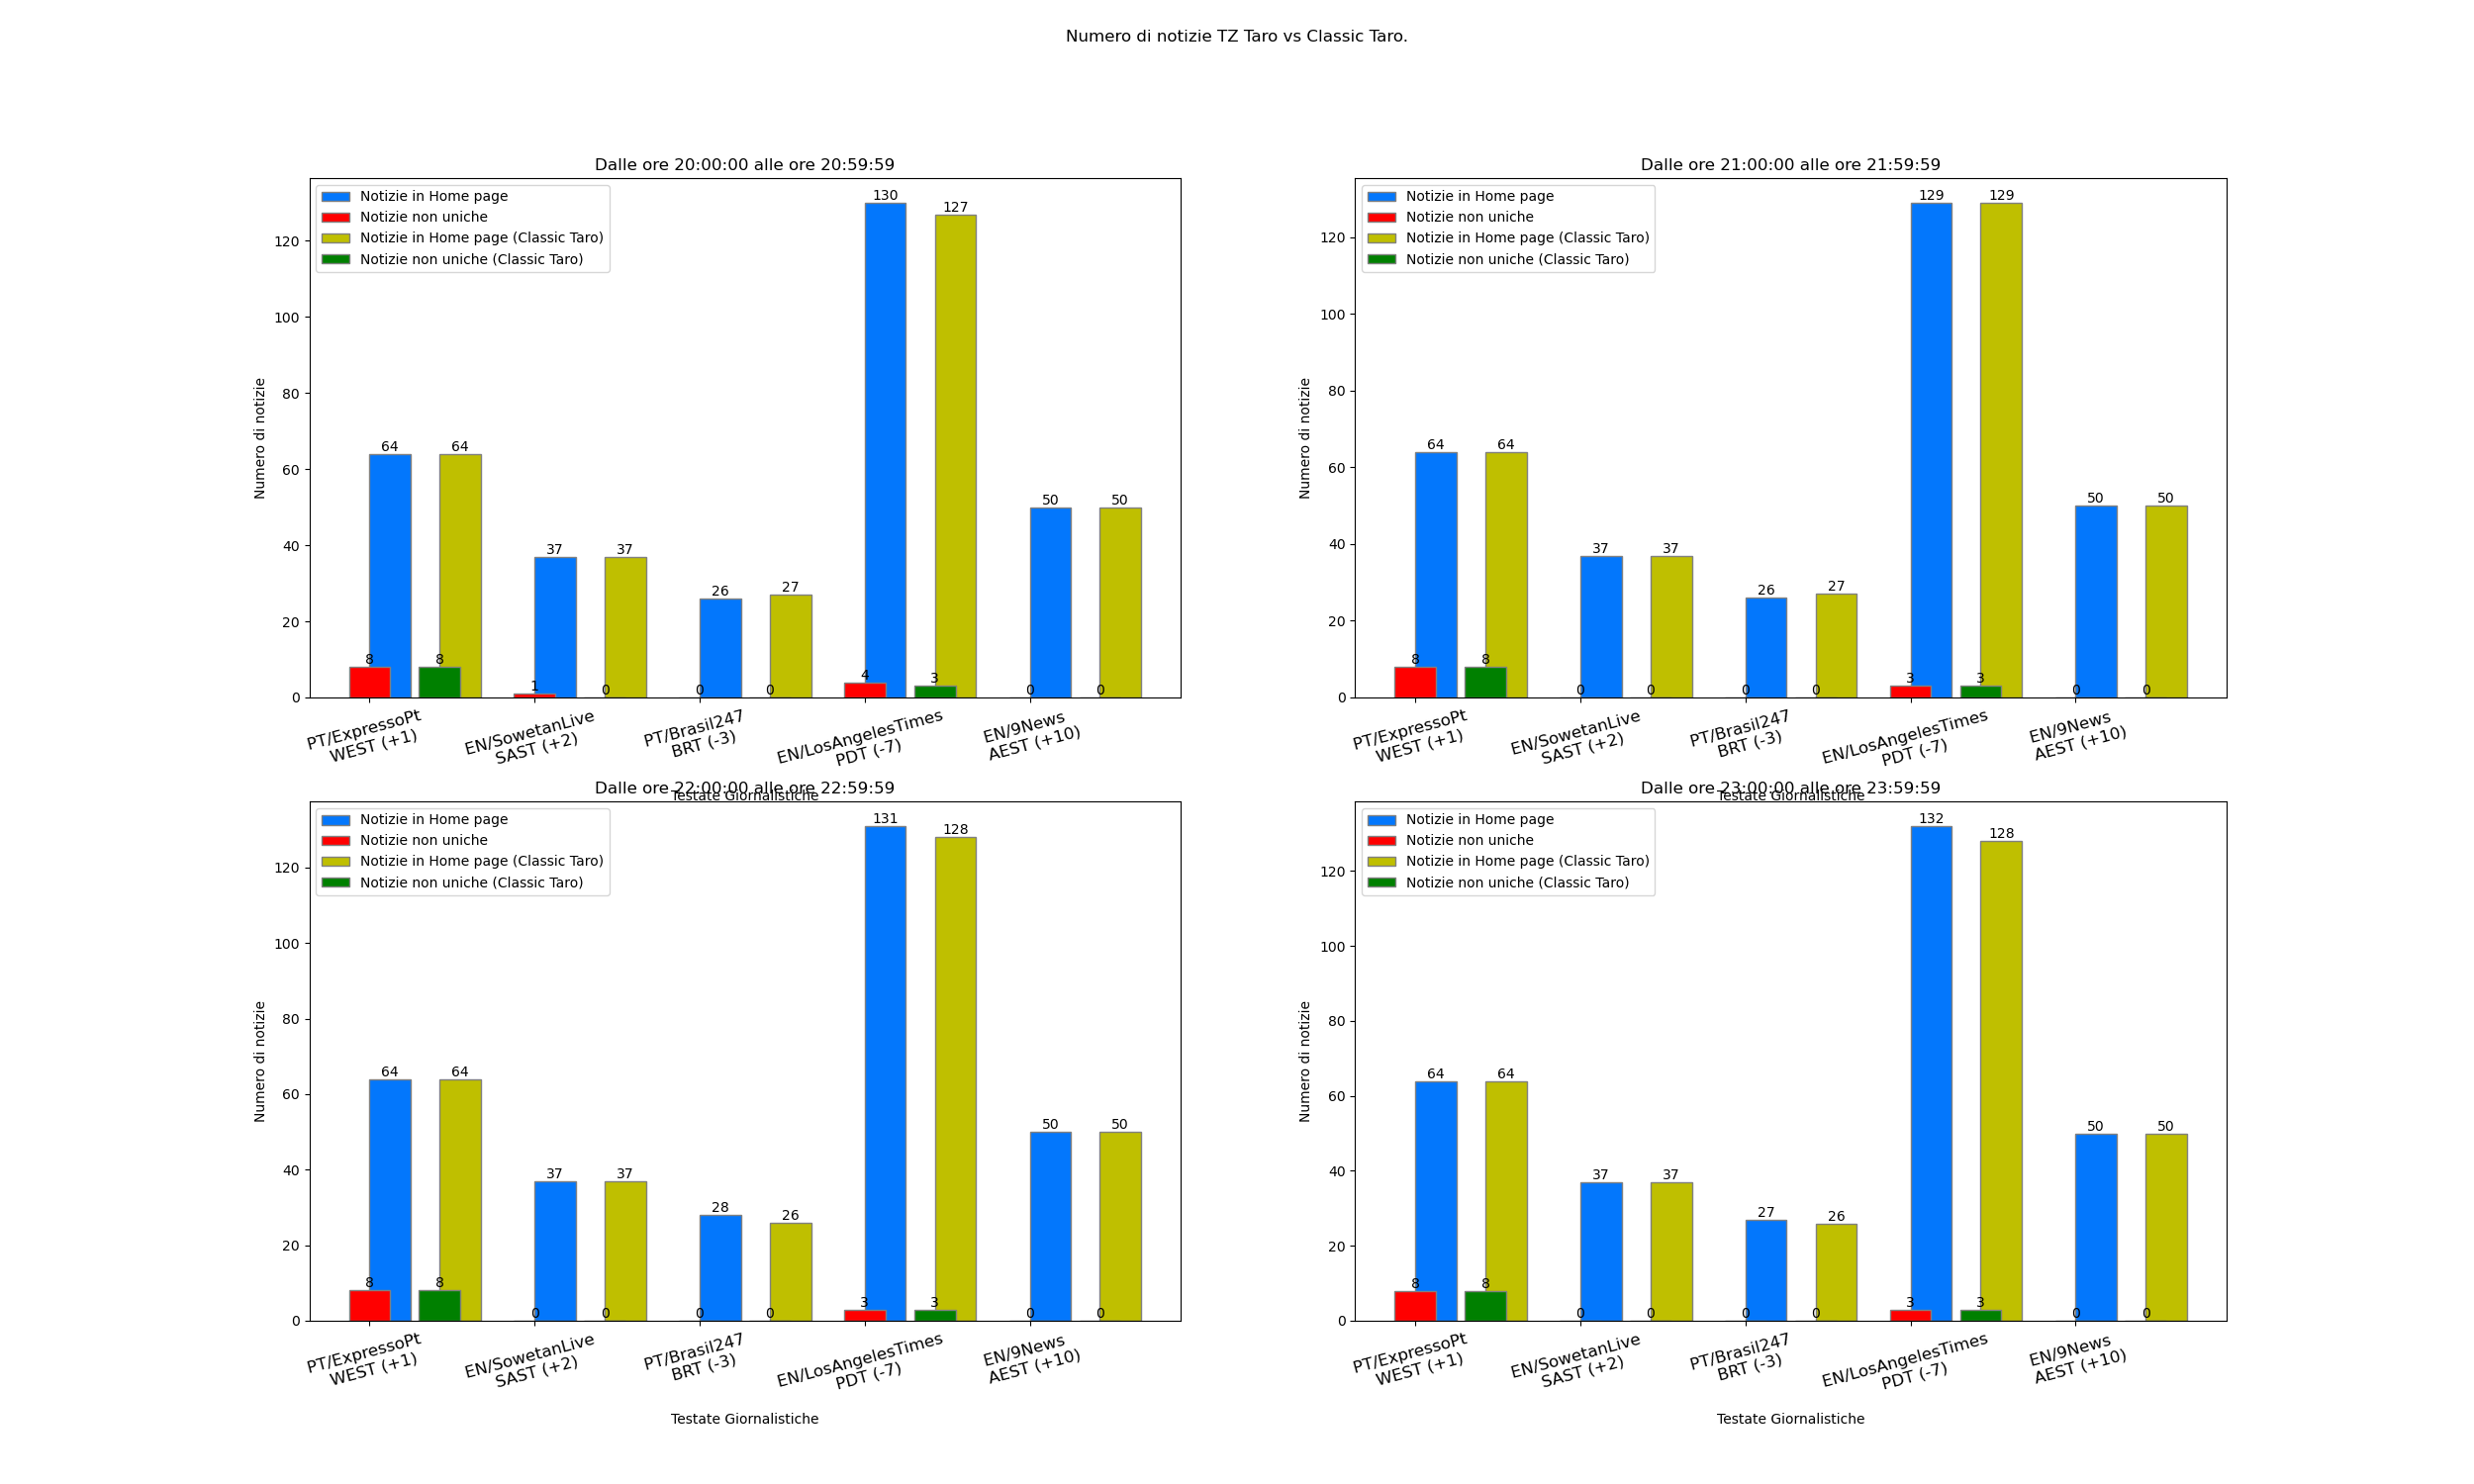 Numero di notizie TZ Taro vs Classic Taro.
Dalle ore 20:00:00 alle ore 20:59:59
Notizie in Home page
Notizie non uniche
Notizie in Home page (Classic Taro)
Notizie non uniche (Classic Taro)
Numero di notizie
120
100
80
60
40
20
0
64 64 37 37 26 27 130 127 50 50
8 8 1 0 0 0 4 3 0 0
PT/ExpressoPt
WEST (+1)
EN/SowetanLive
SAST (+2)
PT/Brasil247
BRT (-3)
EN/LosAngelesTimes
PDT (-7)
EN/9News
AEST (+10)
Testate Giornalistiche
Dalle ore 21:00:00 alle ore 21:59:59
Notizie in Home page
Notizie non uniche
Notizie in Home page (Classic Taro)
Notizie non uniche (Classic Taro)
Numero di notizie
120
100
80
60
40
20
0
64 64 37 37 26 27 129 129 50 50
8 8 0 0 0 0 3 3 0 0
PT/ExpressoPt
WEST (+1)
EN/SowetanLive
SAST (+2)
PT/Brasil247
BRT (-3)
EN/LosAngelesTimes
PDT (-7)
EN/9News
AEST (+10)
Testate Giornalistiche
Dalle ore 22:00:00 alle ore 22:59:59
Notizie in Home page
Notizie non uniche
Notizie in Home page (Classic Taro)
Notizie non uniche (Classic Taro)
Numero di notizie
120
100
80
60
40
20
0
64 64 37 37 28 26 131 128 50 50
8 8 0 0 0 0 3 3 0 0
PT/ExpressoPt
WEST (+1)
EN/SowetanLive
SAST (+2)
PT/Brasil247
BRT (-3)
EN/LosAngelesTimes
PDT (-7)
EN/9News
AEST (+10)
Testate Giornalistiche
Dalle ore 23:00:00 alle ore 23:59:59
Notizie in Home page
Notizie non uniche
Notizie in Home page (Classic Taro)
Notizie non uniche (Classic Taro)
Numero di notizie
120
100
80
60
40
20
0
64 64 37 37 27 26 132 128 50 50
8 8 0 0 0 0 3 3 0 0
PT/ExpressoPt
WEST (+1)
EN/SowetanLive
SAST (+2)
PT/Brasil247
BRT (-3)
EN/LosAngelesTimes
PDT (-7)
EN/9News
AEST (+10)
Testate Giornalistiche